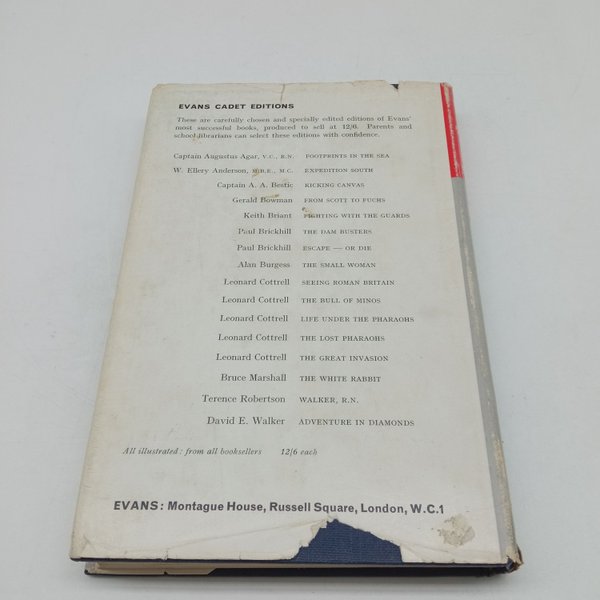 EVANS CADET EDITIONS
These are carefully chosen and specially edited editions of Evans'
most successful books, produced to sell at 12/6. Parents and
school librarians can select these editions with confidence.
Captain Augustus Agar, V.C., R.N. FOOTPRINTS IN THE SEA
W. Ellery Anderson, M.B.E., M.C. EXPEDITION SOUTH
Captain A. A. Bestic KICKING CANVAS
Gerald Bowman FROM SCOTT TO FUCHS
Keith Briant FIGHTING WITH THE GUARDS
Paul Brickhill THE DAM BUSTERS
Paul Brickhill ESCAPE — OR DIE
Alan Burgess THE SMALL WOMAN
Leonard Cottrell SEEING ROMAN BRITAIN
Leonard Cottrell THE BULL OF MINOS
Leonard Cottrell LIFE UNDER THE PHARAOHS
Leonard Cottrell THE LOST PHARAOHS
Leonard Cottrell THE GREAT INVASION
Bruce Marshall THE WHITE RABBIT
Terence Robertson WALKER, R.N.
David E. Walker ADVENTURE IN DIAMONDS
All illustrated: from all booksellers 12/6 each
EVANS: Montague House, Russell Square, London, W.C.1